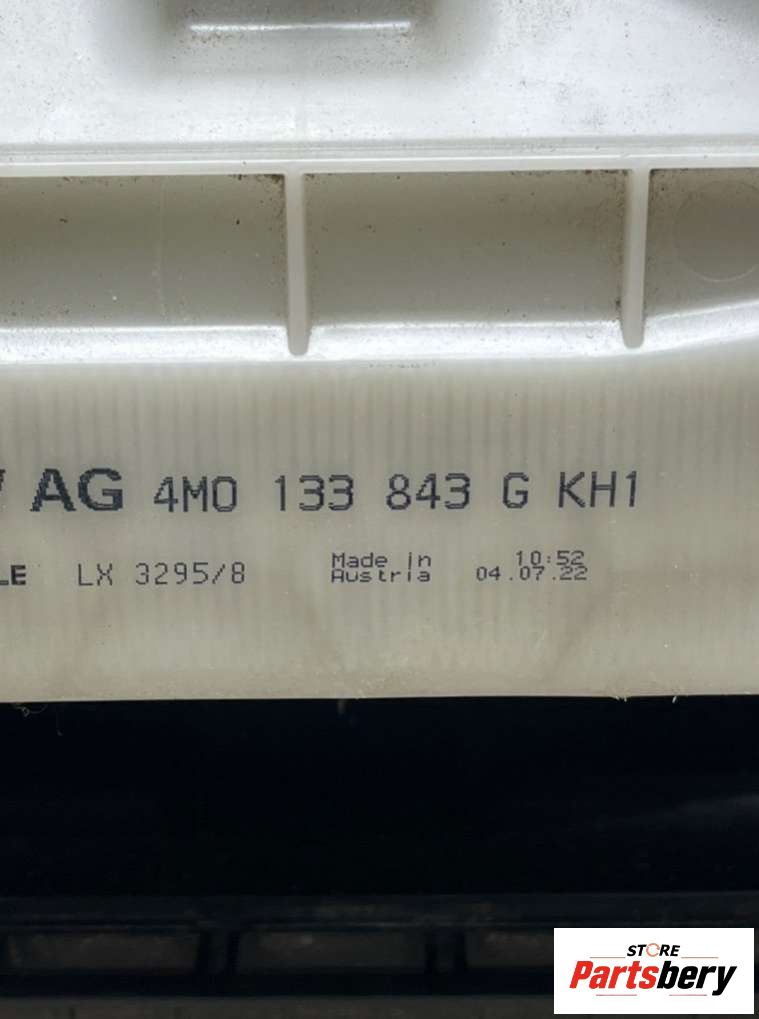 AG 4M0 133 843 G KH1
LE LX 3295/8 Made in Austria 10:52 04.07.22
STORE
Partsbery